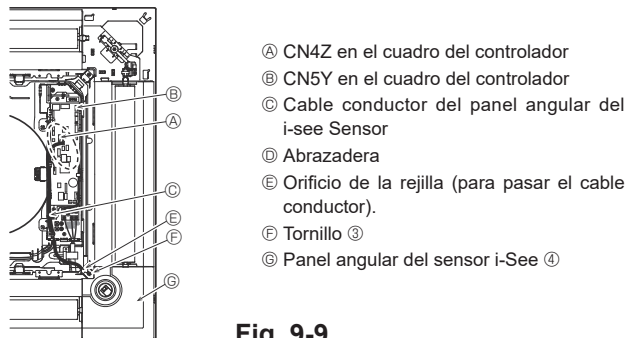 Ⓐ CN4Z en el cuadro del controlador
Ⓑ CN5Y en el cuadro del controlador
Ⓒ Cable conductor del panel angular del
i-see Sensor
Ⓓ Abrazadera
Ⓔ Orificio de la rejilla (para pasar el cable
conductor).
Ⓕ Tornillo ③
Ⓖ Panel angular del sensor i-See ④
Ⓑ
Ⓐ
Ⓒ
Ⓔ
Ⓕ
Ⓖ
Fig. 9-9